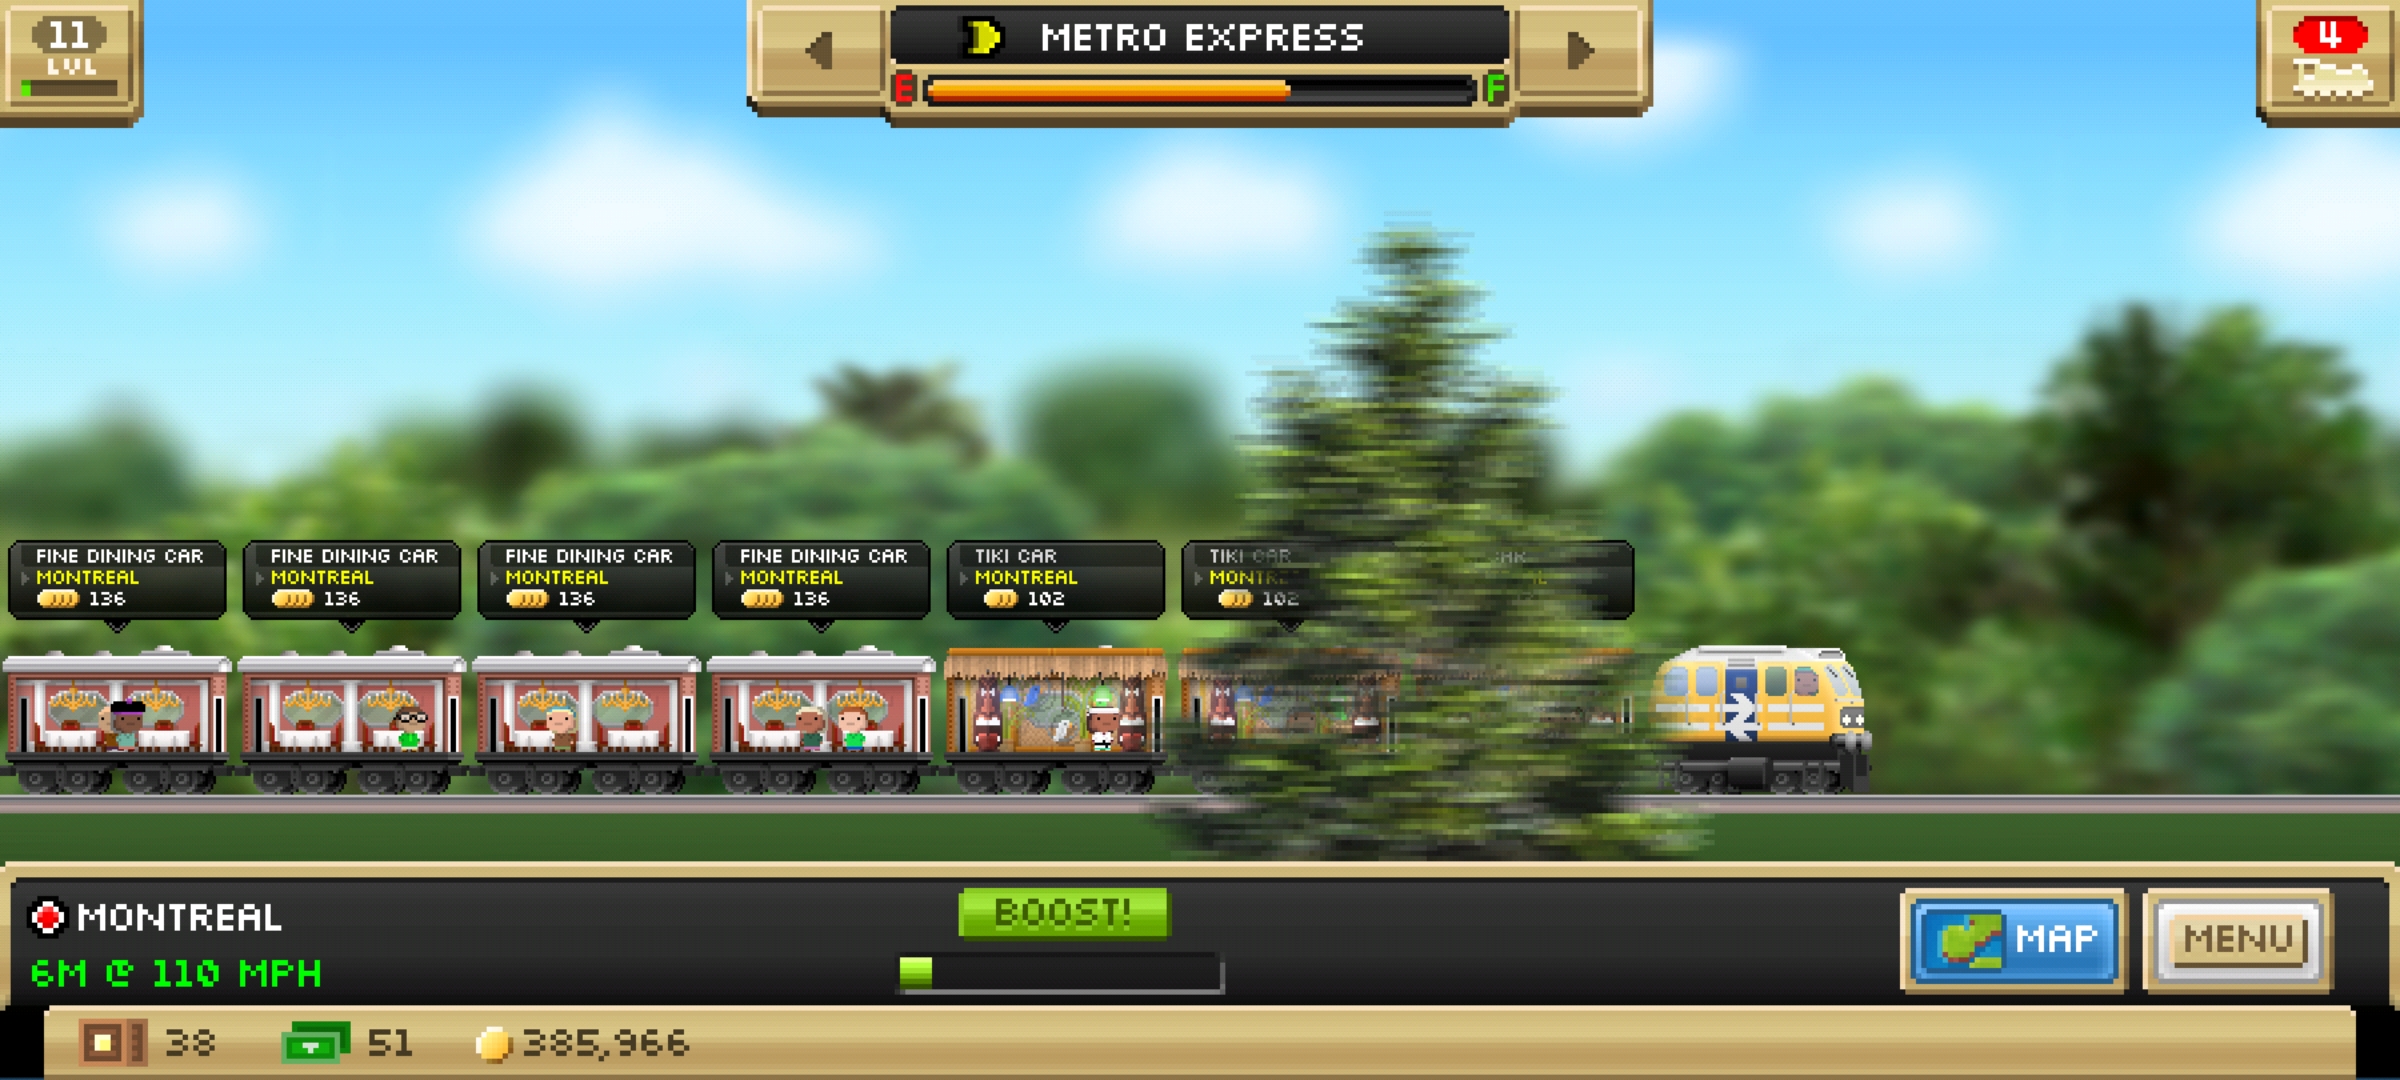 11
LVL
METRO EXPRESS
E
F
4
FINE DINING CAR
MONTREAL
136
FINE DINING CAR
MONTREAL
136
FINE DINING CAR
MONTREAL
136
FINE DINING CAR
MONTREAL
136
TIKI CAR
MONTREAL
102
TIKI CAR
102
MONTREAL
6M @ 110 MPH
BOOST!
MAP
MENU
38
51
385,966